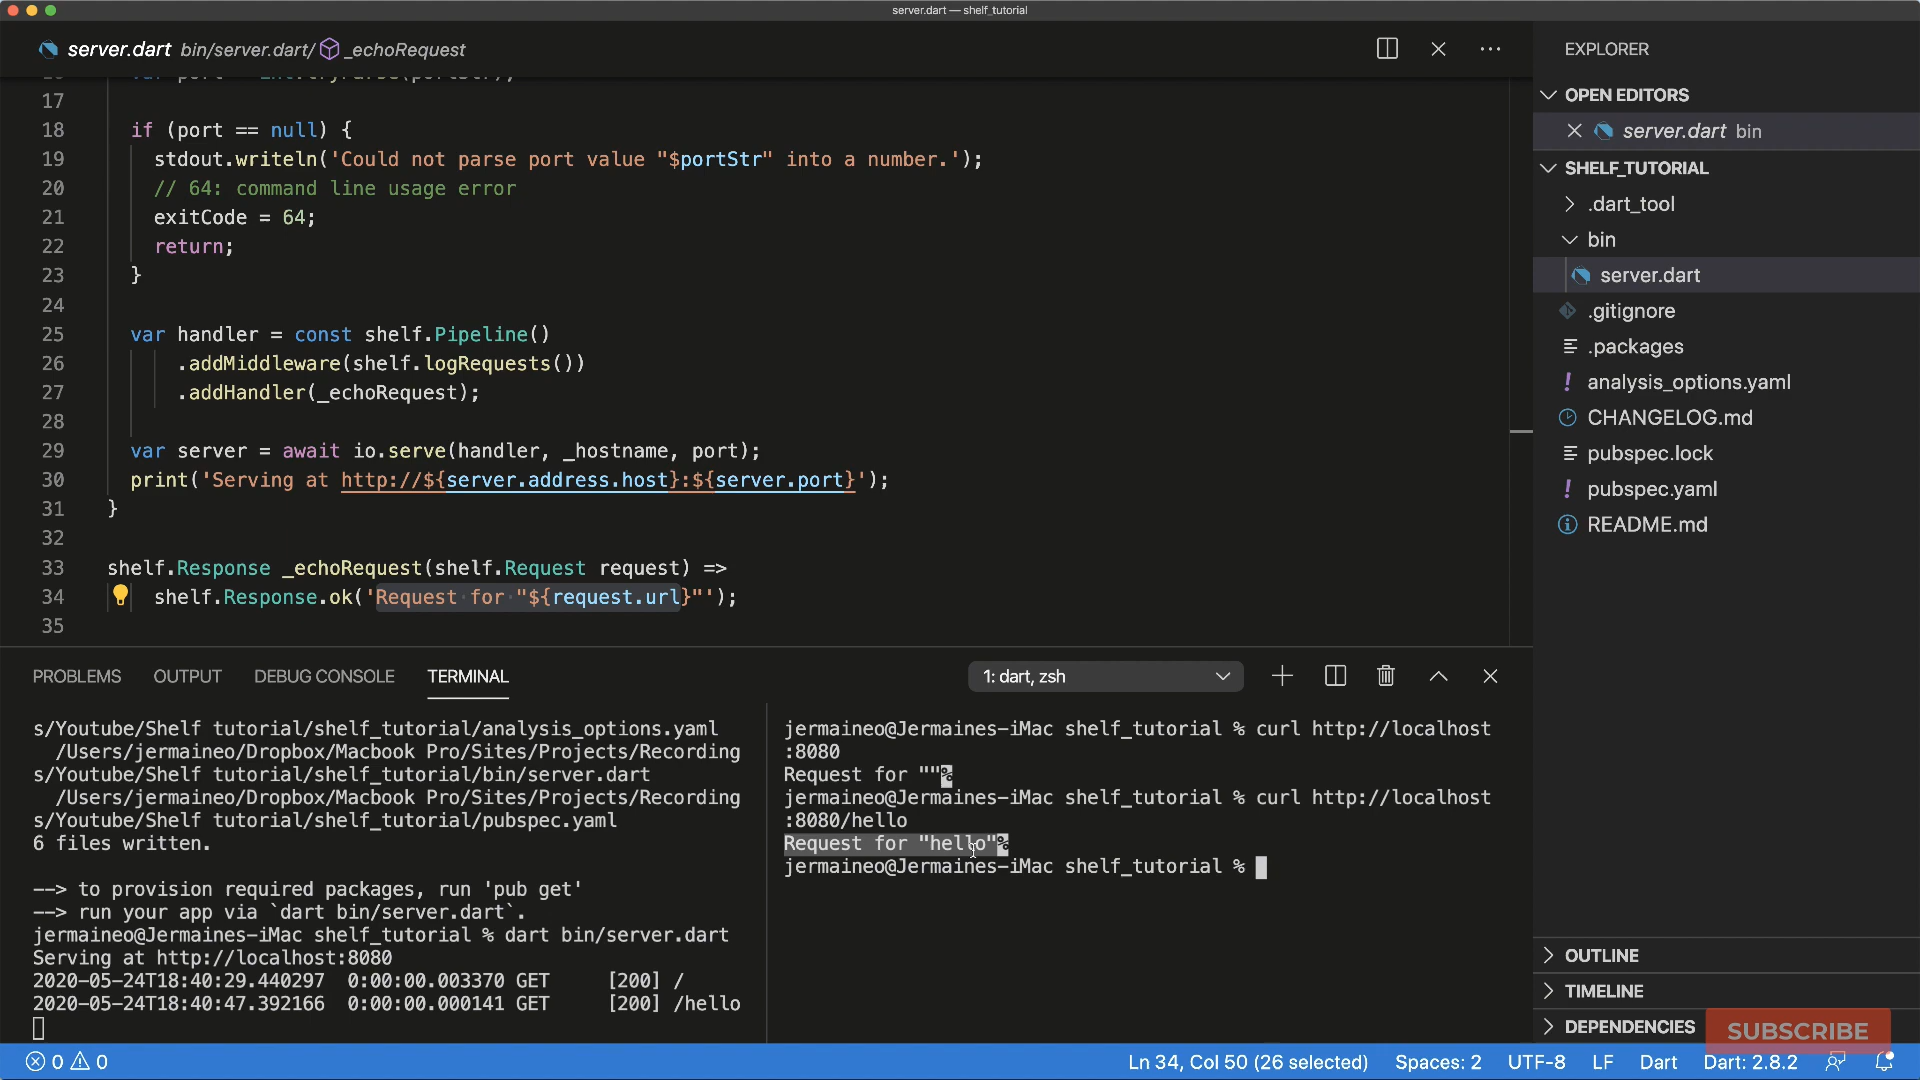 server.dart — shelf_tutorial
server.dart bin/server.dart/ _echoRequest
17
18 if (port == null) {
19 stdout.writeln('Could not parse port value "$portStr" into a number.');
20 // 64: command line usage error
21 exitCode = 64;
22 return;
23 }
24
25 var handler = const shelf.Pipeline()
26 .addMiddleware(shelf.logRequests())
27 .addHandler(_echoRequest);
28
29 var server = await io.serve(handler, _hostname, port);
30 print('Serving at http://${server.address.host}:${server.port}');
31 }
32
33 shelf.Response _echoRequest(shelf.Request request) =>
34 shelf.Response.ok('Request for "${request.url}"');
35
PROBLEMS OUTPUT DEBUG CONSOLE TERMINAL
1: dart, zsh
s/Youtube/Shelf tutorial/shelf_tutorial/analysis_options.yaml
/Users/jermaineo/Dropbox/Macbook Pro/Sites/Projects/Recording
s/Youtube/Shelf tutorial/shelf_tutorial/bin/server.dart
/Users/jermaineo/Dropbox/Macbook Pro/Sites/Projects/Recording
s/Youtube/Shelf tutorial/shelf_tutorial/pubspec.yaml
6 files written.
--> to provision required packages, run 'pub get'
--> run your app via `dart bin/server.dart`.
jermaineo@Jermaines-iMac shelf_tutorial % dart bin/server.dart
Serving at http://localhost:8080
2020-05-24T18:40:29.440297 0:00:00.003370 GET [200] /
2020-05-24T18:40:47.392166 0:00:00.000141 GET [200] /hello
jermaineo@Jermaines-iMac shelf_tutorial % curl http://localhost
:8080
Request for ""%
jermaineo@Jermaines-iMac shelf_tutorial % curl http://localhost
:8080/hello
Request for "hello"%
jermaineo@Jermaines-iMac shelf_tutorial %
EXPLORER
OPEN EDITORS
server.dart bin
SHELF_TUTORIAL
.dart_tool
bin
server.dart
.gitignore
.packages
analysis_options.yaml
CHANGELOG.md
pubspec.lock
pubspec.yaml
README.md
OUTLINE
TIMELINE
DEPENDENCIES
SUBSCRIBE
0 0
Ln 34, Col 50 (26 selected) Spaces: 2 UTF-8 LF Dart Dart: 2.8.2